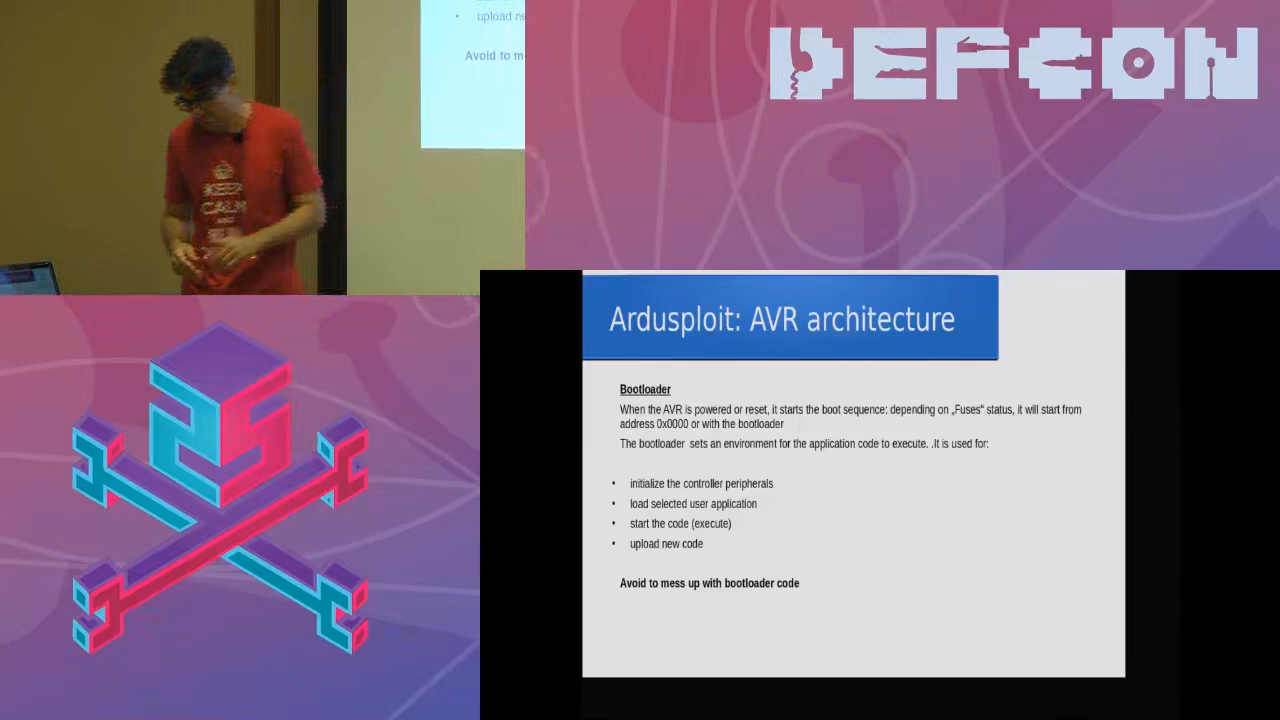 upload ne
Avoid to m
DEFCON
KEEP
CALM
AND
Ardusploit: AVR architecture
Bootloader
When the AVR is powered or reset, it starts the boot sequence: depending on „Fuses“ status, it will start from
address 0x0000 or with the bootloader
The bootloader sets an environment for the application code to execute. .It is used for:
• initialize the controller peripherals
• load selected user application
• start the code (execute)
• upload new code
Avoid to mess up with bootloader code